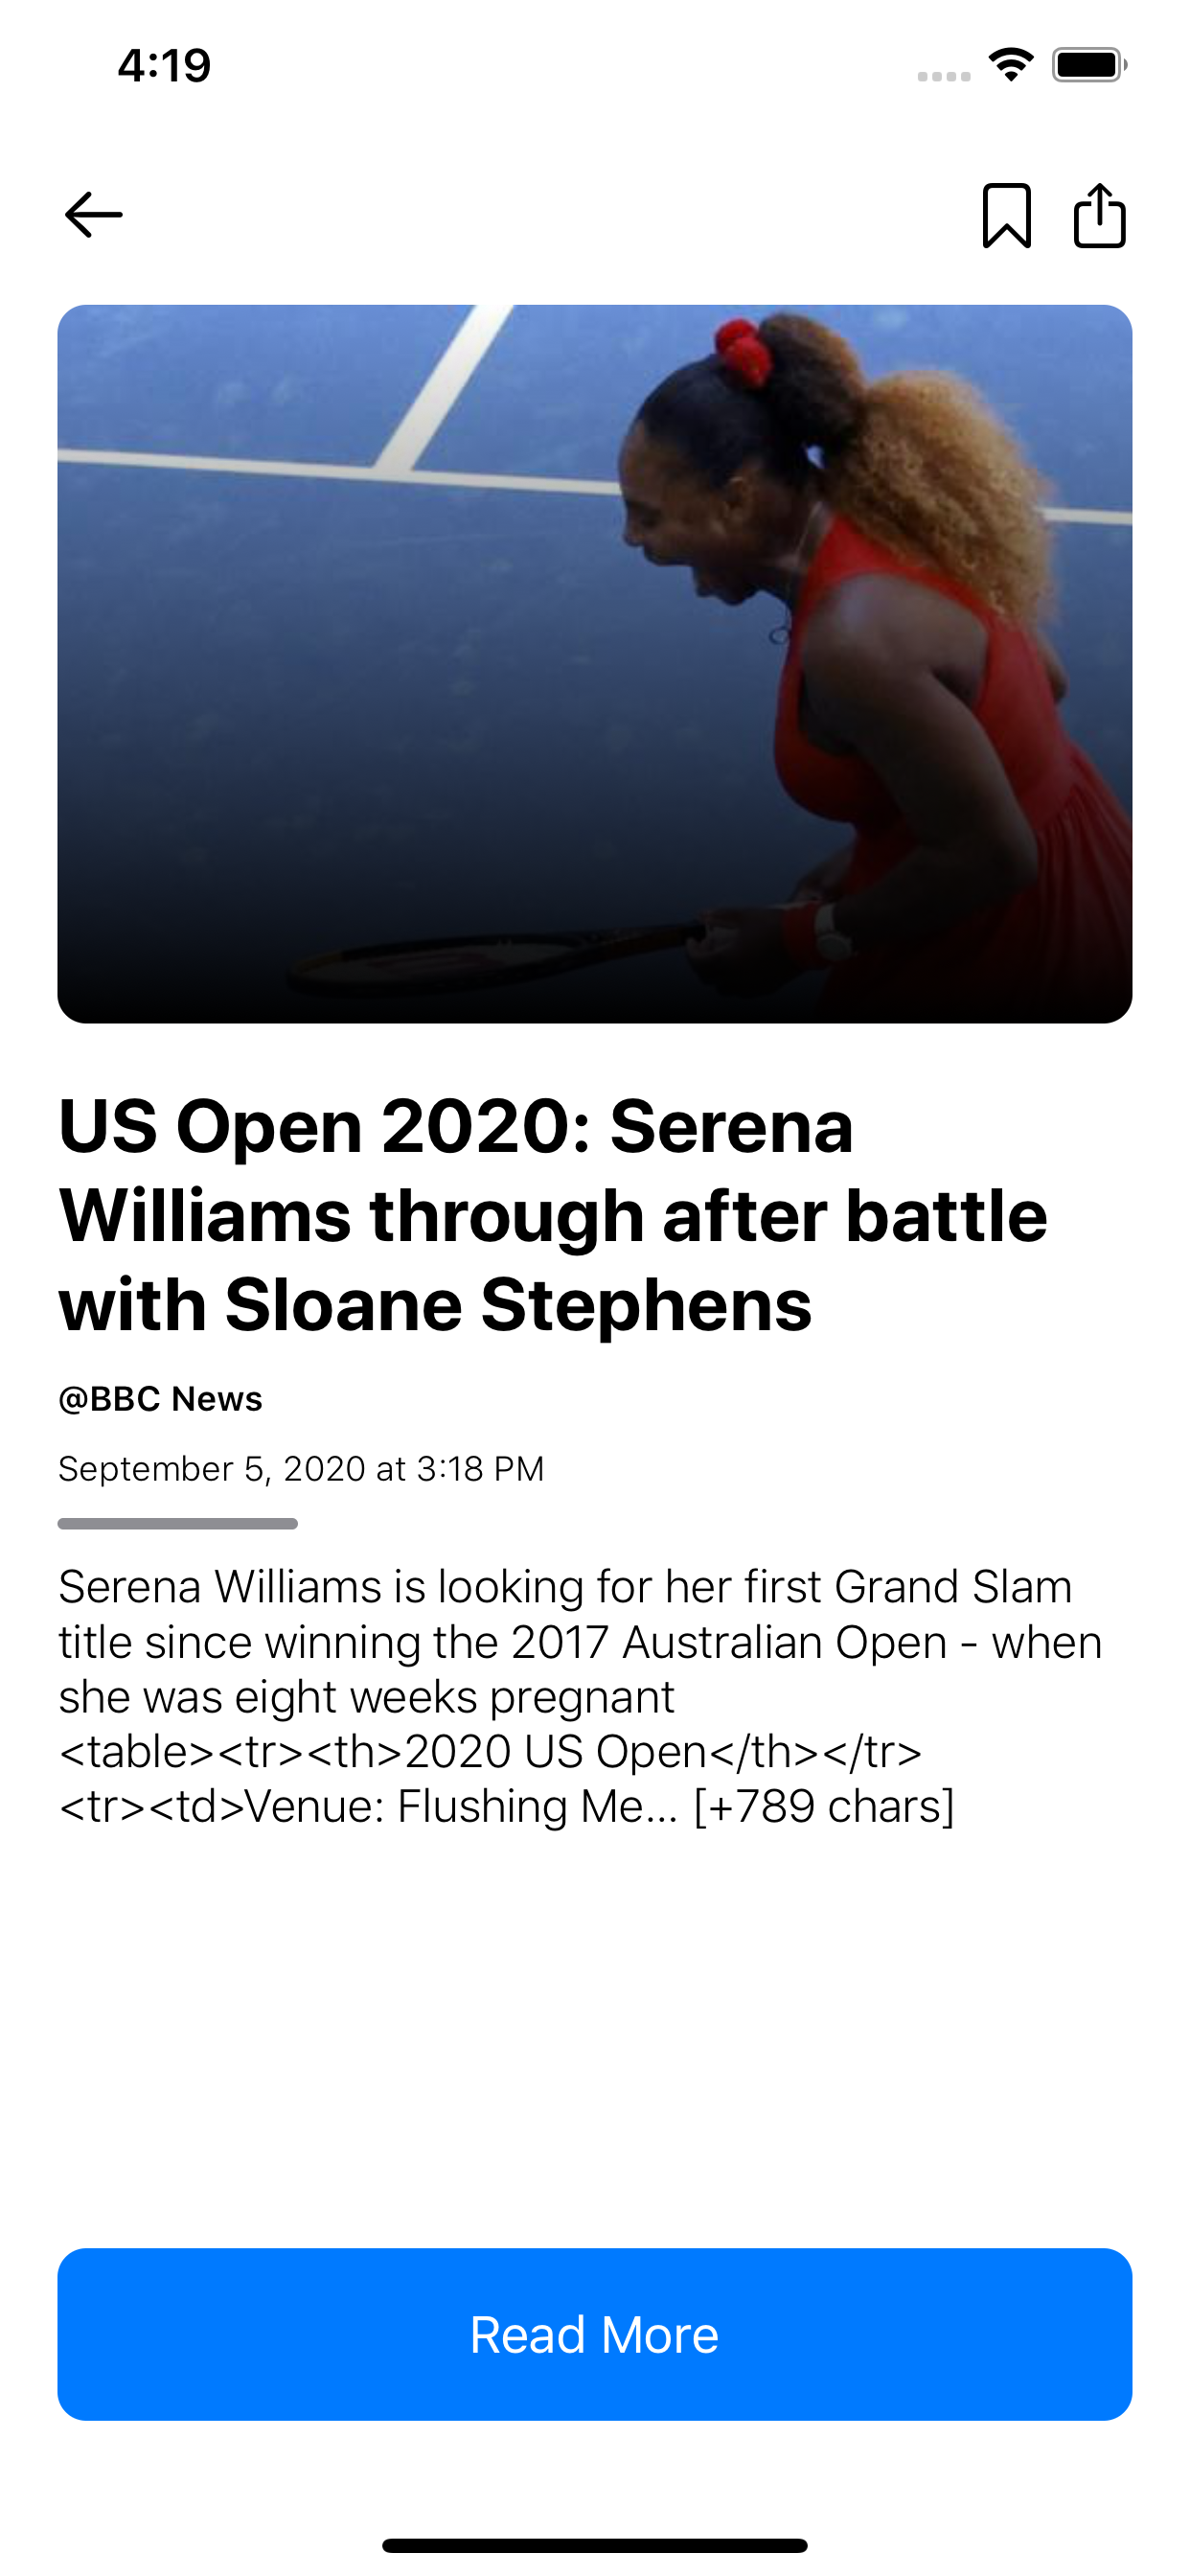 4:19
US Open 2020: Serena
Williams through after battle
with Sloane Stephens
@BBC News
September 5, 2020 at 3:18 PM
Serena Williams is looking for her first Grand Slam
title since winning the 2017 Australian Open - when
she was eight weeks pregnant
<table><tr><th>2020 US Open</th></tr>
<tr><td>Venue: Flushing Me… [+789 chars]
Read More